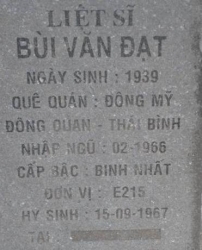 LIỆT SĨ
BÙI VĂN ĐẠT
NGÀY SINH : 1939
QUÊ QUÁN : ĐÔNG MỸ
ĐÔNG QUAN - THÁI BÌNH
NHẬP NGŨ : 02-1966
CẤP BẬC : BINH NHẤT
ĐƠN VỊ : E215
HY SINH : 15-09-1967
TẠI